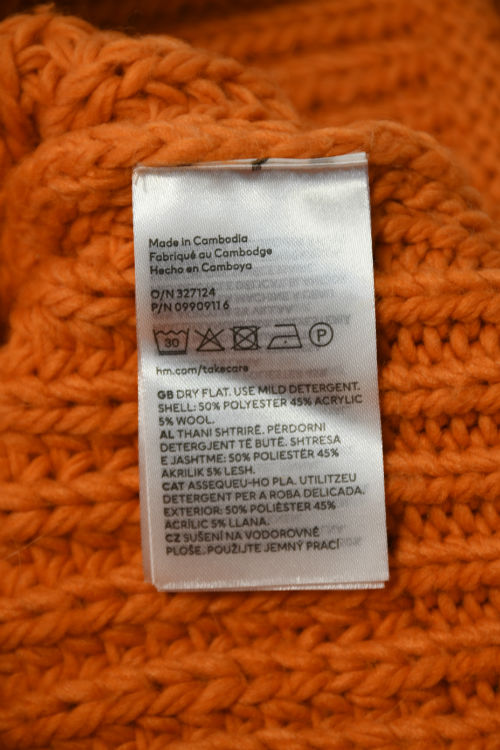 Made in Cambodia
Fabriqué au Cambodge
Hecho en Camboya
O/N 327124
P/N 09909116
30 P
hm.com/takecare
GB DRY FLAT. USE MILD DETERGENT.
SHELL: 50% POLYESTER 45% ACRYLIC
5% WOOL.
AL THANI SHTRIRË. PËRDORNI
DETERGJENT TË BUTË. SHTRESA
E JASHTME: 50% POLIESTËR 45%
AKRILIK 5% LESH.
CAT ASSEQUEU-HO PLA. UTILITZEU
DETERGENT PER A ROBA DELICADA.
EXTERIOR: 50% POLIÈSTER 45%
ACRÍLIC 5% LLANA.
CZ SUŠENÍ NA VODOROVNÉ
PLOŠE. POUŽIJTE JEMNÝ PRACÍ